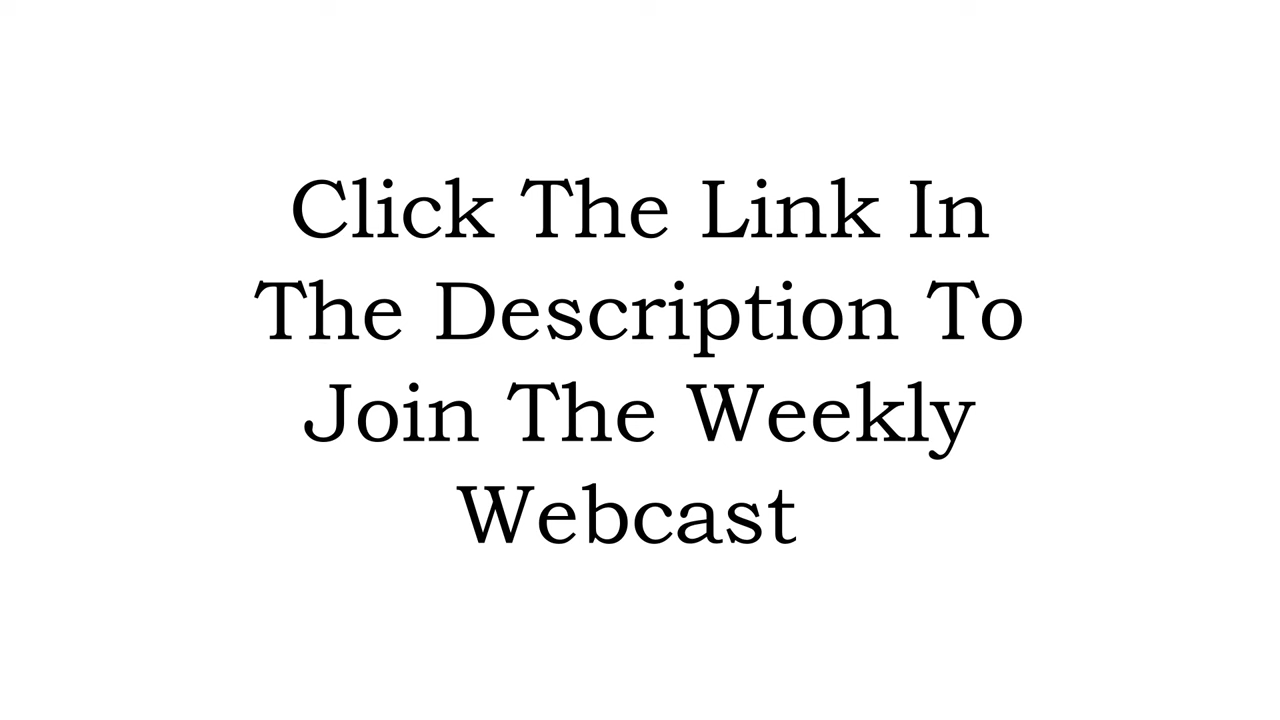 Click The Link In
The Description To
Join The Weekly
Webcast